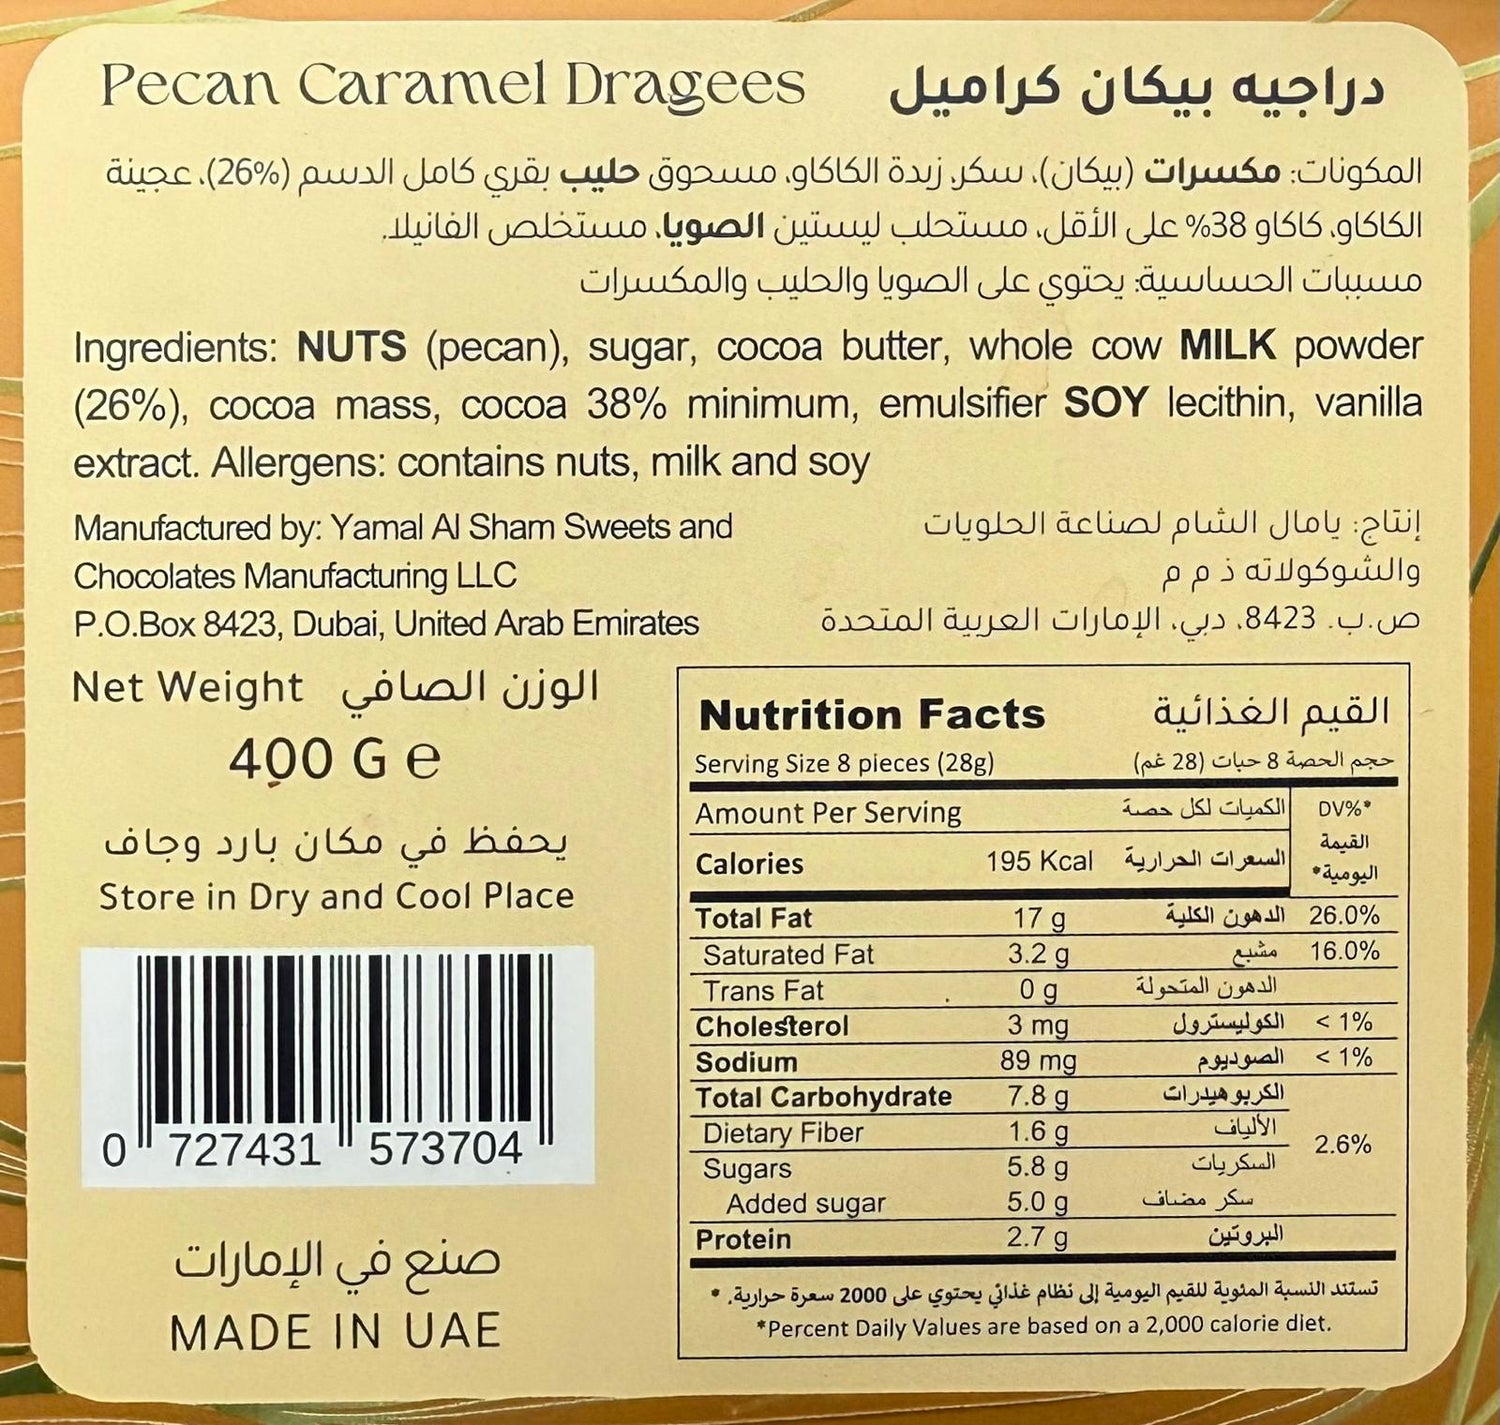 Pecan Caramel Dragees دراجيه بيكان كراميل
المكونات: مكسرات (بيكان)، سكر، زبدة الكاكاو، مسحوق حليب بقري كامل الدسم (26%)، عجينة
الكاكاو، كاكاو 38% على الأقل، مستحلب ليستين الصويا، مستخلص الفانيلا.
مسببات الحساسية: يحتوي على الصويا والحليب والمكسرات
Ingredients: NUTS (pecan), sugar, cocoa butter, whole cow MILK powder
(26%), cocoa mass, cocoa 38% minimum, emulsifier SOY lecithin, vanilla
extract. Allergens: contains nuts, milk and soy
Manufactured by: Yamal Al Sham Sweets and
Chocolates Manufacturing LLC
P.O.Box 8423, Dubai, United Arab Emirates
إنتاج: يامال الشام لصناعة الحلويات
والشوكولاته ذ م م
ص.ب. 8423، دبي، الإمارات العربية المتحدة
Net Weight الوزن الصافي
400 G e
يحفظ في مكان بارد وجاف
Store in Dry and Cool Place
0 727431 573704
صنع في الإمارات
MADE IN UAE
Nutrition Facts القيم الغذائية
Serving Size 8 pieces (28g) حجم الحصة 8 حبات (28 غم)
Amount Per Serving الكميات لكل حصة DV%*
القيمة
اليومية*
Calories 195 Kcal السعرات الحرارية
Total Fat 17 g الدهون الكلية 26.0%
Saturated Fat 3.2 g مشبع 16.0%
Trans Fat 0 g الدهون المتحولة
Cholesterol 3 mg الكوليسترول < 1%
Sodium 89 mg الصوديوم < 1%
Total Carbohydrate 7.8 g الكربوهيدرات
Dietary Fiber 1.6 g الألياف
2.6%
Sugars 5.8 g السكريات
Added sugar 5.0 g سكر مضاف
Protein 2.7 g البروتين
تستند النسبة المئوية للقيم اليومية إلى نظام غذائي يحتوي على 2000 سعرة حرارية. *
*Percent Daily Values are based on a 2,000 calorie diet.